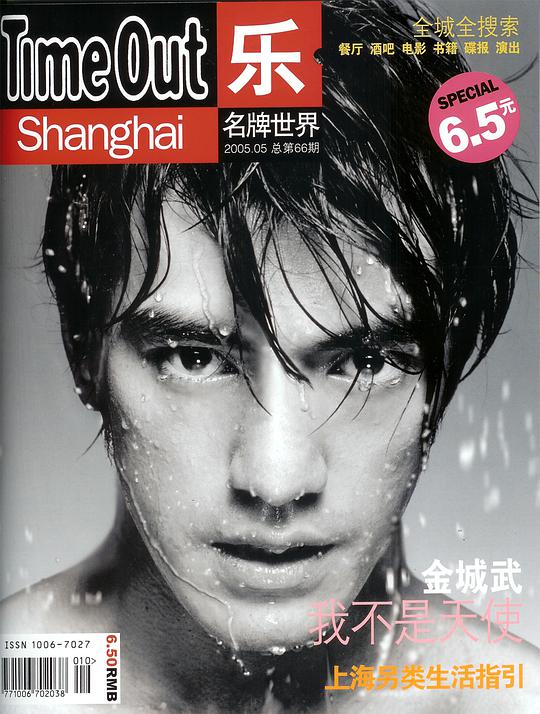 Time Out
乐
Shanghai
名牌世界
2005.05 总第66期
全城全搜索
餐厅 酒吧 电影 书籍 碟报 演出
SPECIAL
6.5元
金城武
我不是天使
上海另类生活指引
ISSN 1006-7027
010>
771006702038
6.50RMB